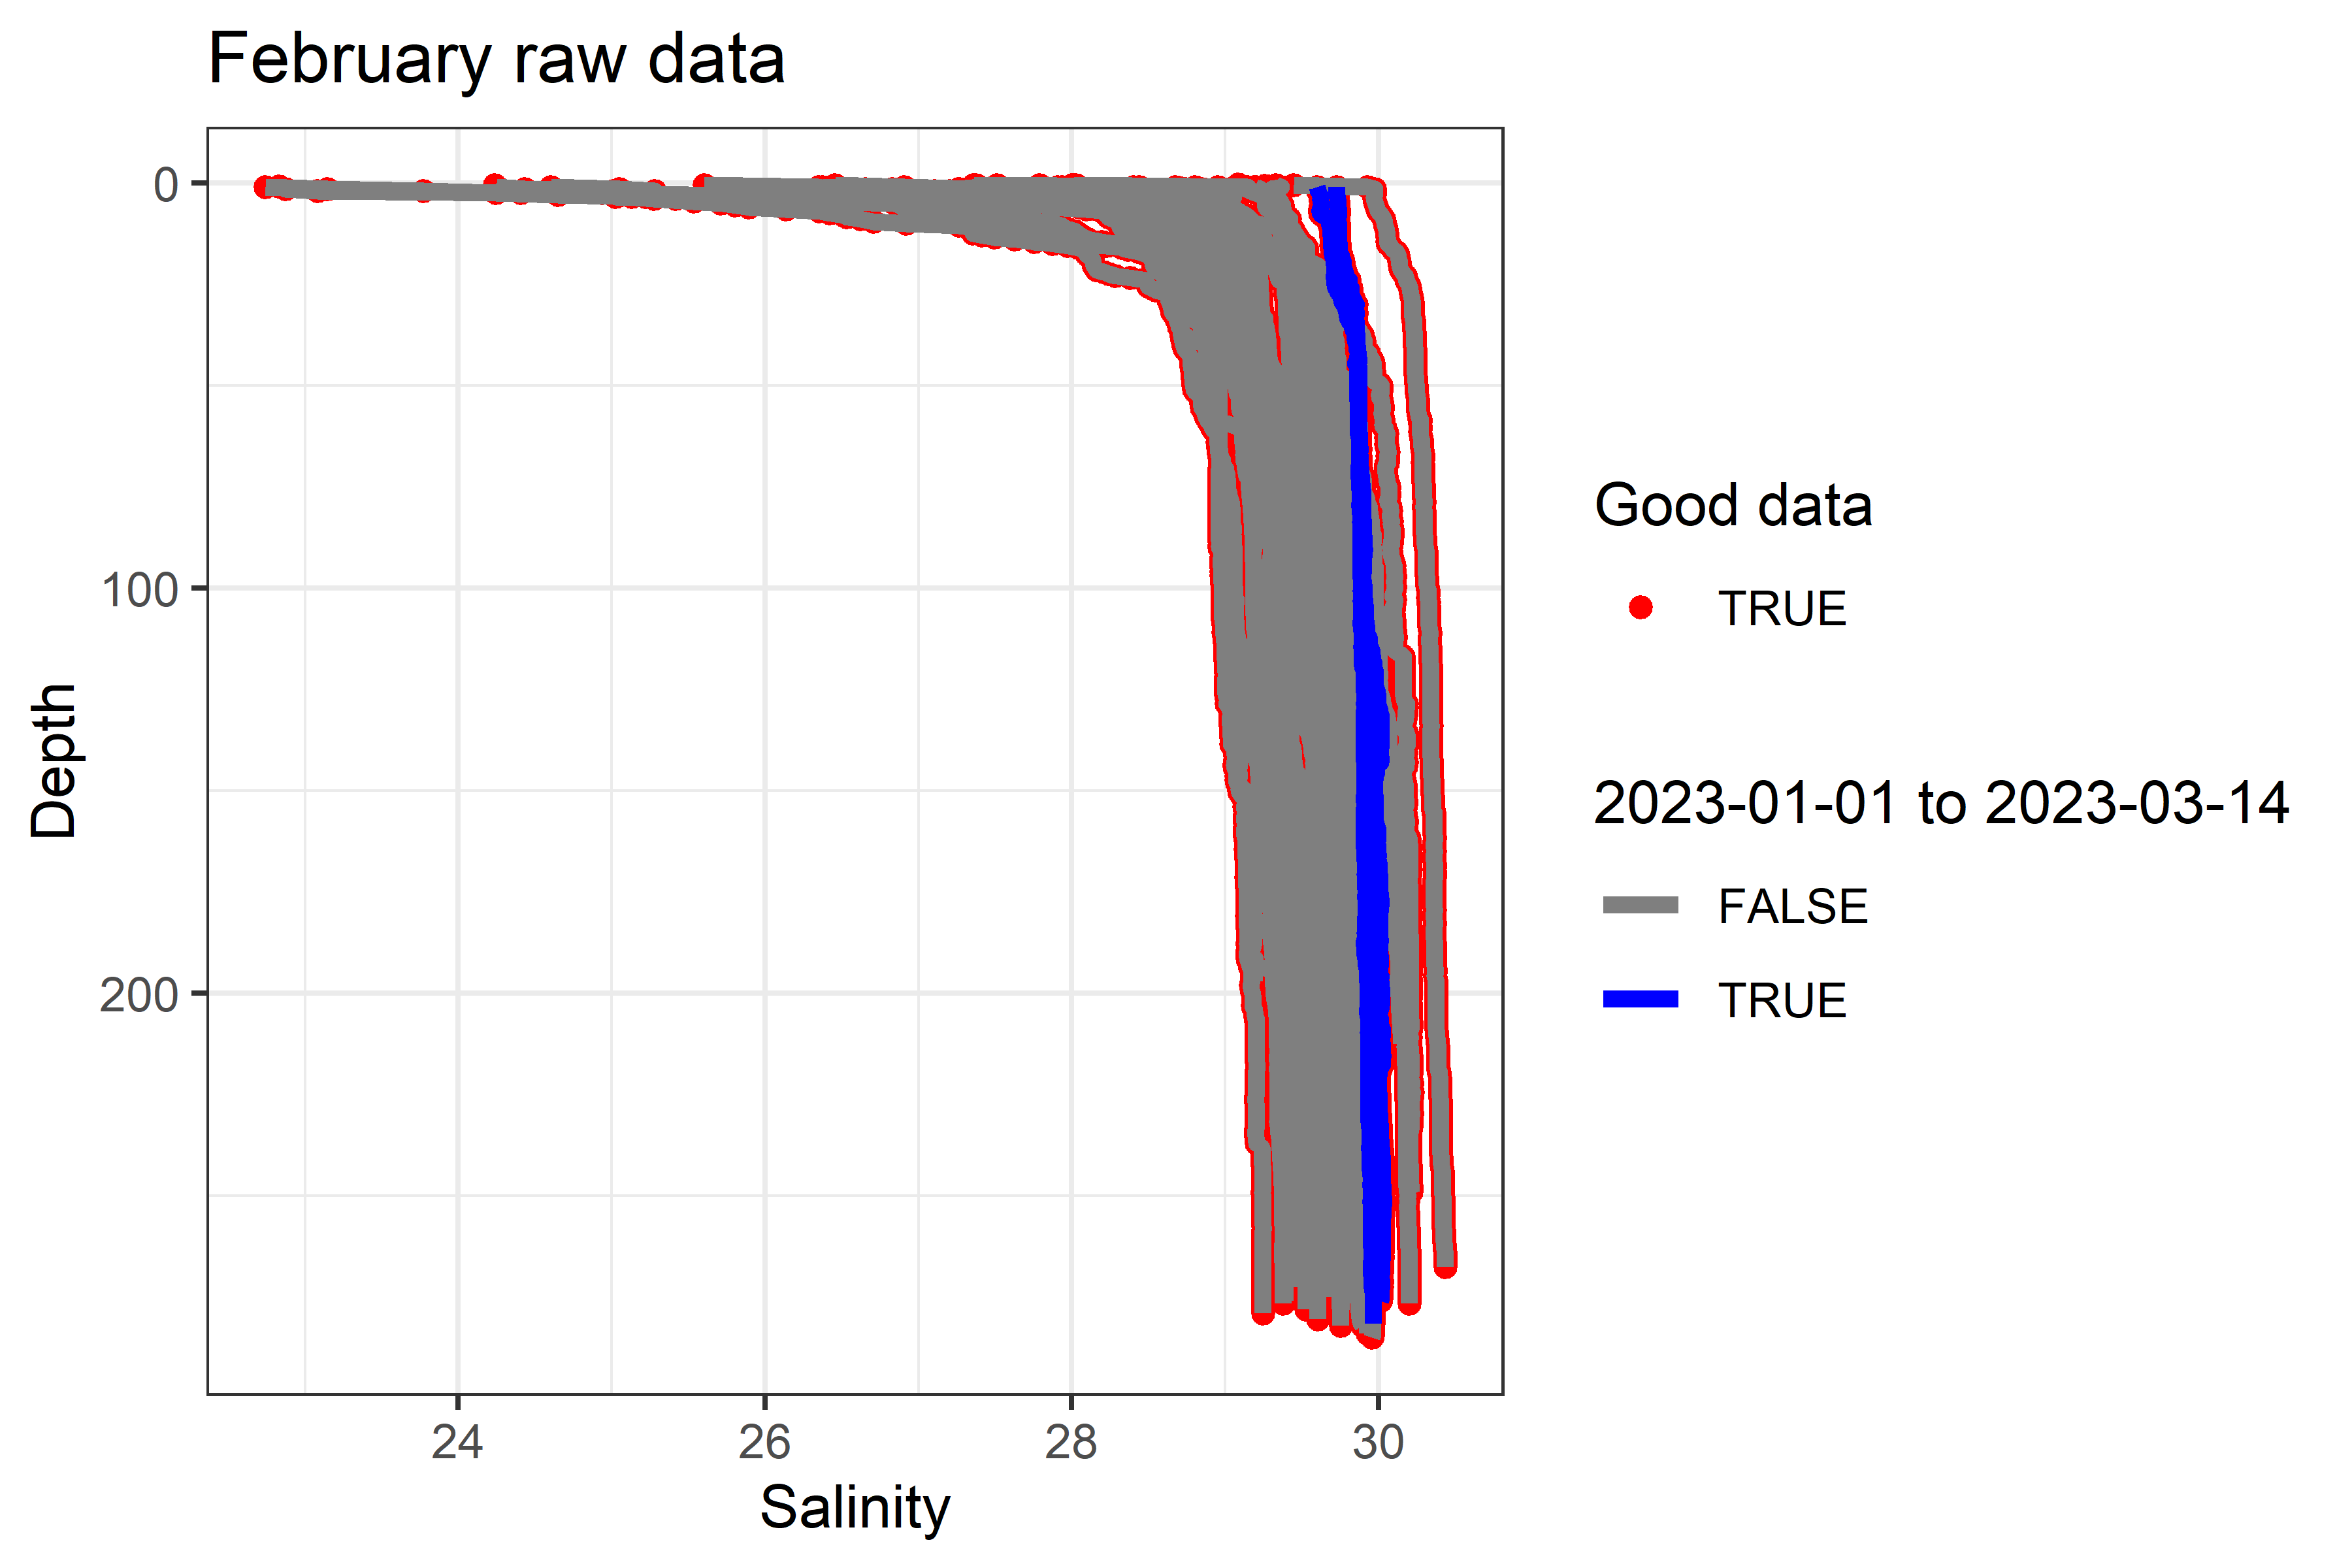 February raw data
0
100
200
Depth
24 26 28 30
Salinity
Good data
TRUE
2023-01-01 to 2023-03-14
FALSE
TRUE